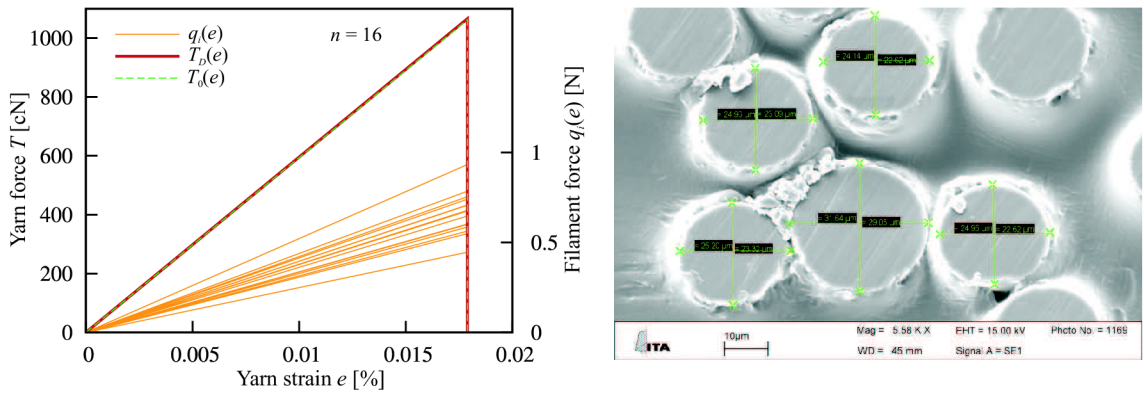 1000
800
600
400
200
0
Yarn force T [cN]
q_i(e)
T_D(e)
T_0(e)
n = 16
0
0.005
0.01
0.015
0.02
Yarn strain e [%]
1
0.5
0
Filament force q_i(e) [N]
= 24.14 µm
= 22.62 µm
= 24.95 µm
= 23.09 µm
= 31.64 µm
= 29.05 µm
= 24.95 µm
= 22.62 µm
= 25.20 µm
= 23.32 µm
ITA
10µm
Mag = 5.58 K X
EHT = 15.00 kV
Photo No. = 1169
WD = 45 mm
Signal A = SE1